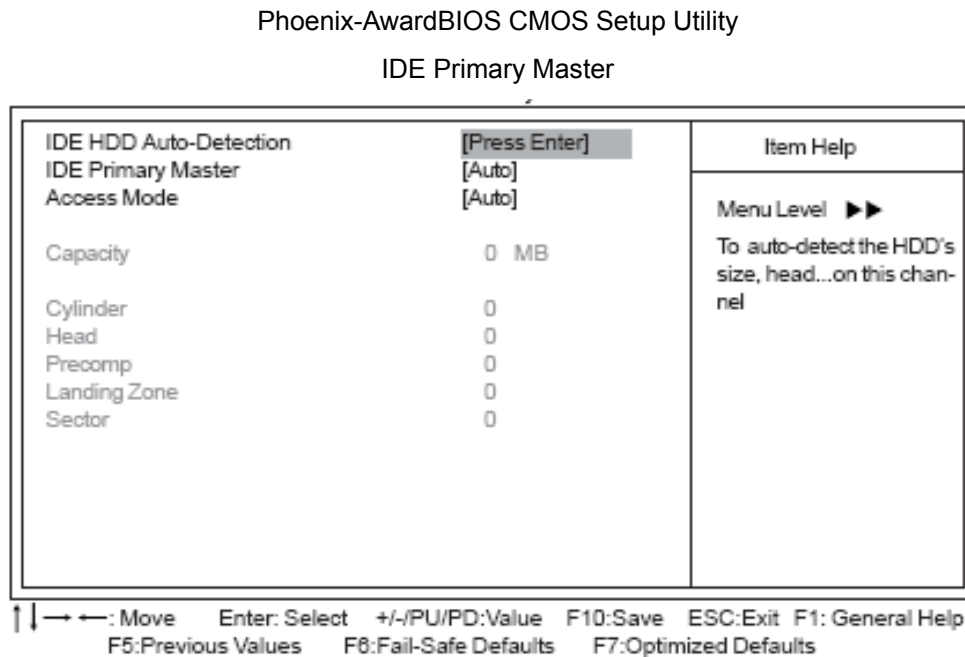 Phoenix-AwardBIOS CMOS Setup Utility
IDE Primary Master
IDE HDD Auto-Detection [Press Enter]
IDE Primary Master [Auto]
Access Mode [Auto]
Capacity 0 MB
Cylinder 0
Head 0
Precomp 0
Landing Zone 0
Sector 0
Item Help
Menu Level ►►
To auto-detect the HDD's
size, head...on this chan-
nel
↑↓→←: Move Enter: Select +/-/PU/PD:Value F10:Save ESC:Exit F1: General Help
F5:Previous Values F6:Fail-Safe Defaults F7:Optimized Defaults